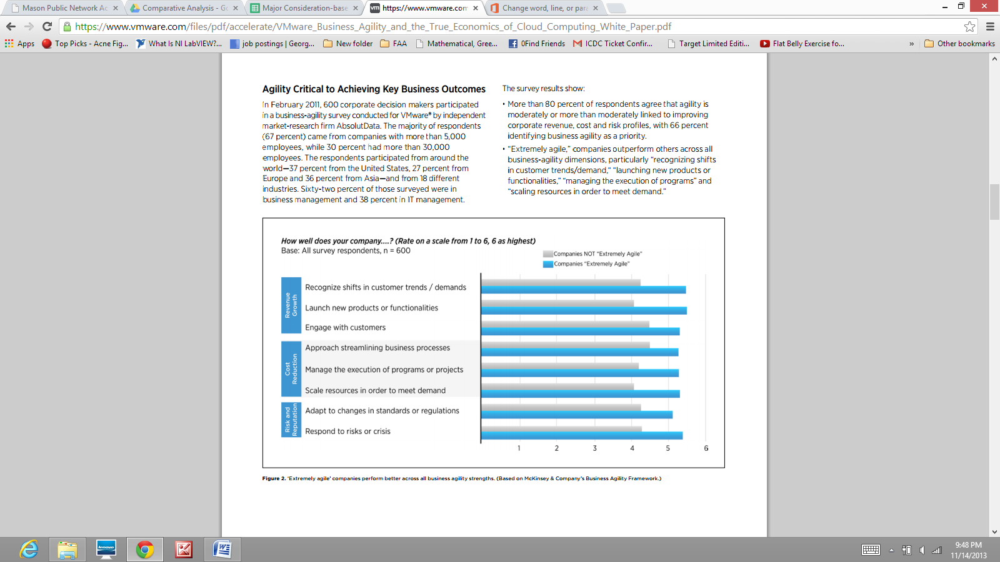 Mason Public Network Ac
Comparative Analysis - Go
Major Consideration-base
https://www.vmware.com
Change word, line, or para
https://www.vmware.com/files/pdf/accelerate/VMware_Business_Agility_and_the_True_Economics_of_Cloud_Computing_White_Paper.pdf
Apps Top Picks - Acne Fig... What Is NI LabVIEW?... job postings | Georg... New folder FAA Mathematical, Gree... 0Find Friends ICDC Ticket Confir... Target Limited Editi... Flat Belly Exercise fo... » Other bookmarks
Agility Critical to Achieving Key Business Outcomes
In February 2011, 600 corporate decision makers participated
in a business-agility survey conducted for VMware® by independent
market-research firm AbsolutData. The majority of respondents
(67 percent) came from companies with more than 5,000
employees, while 30 percent had more than 30,000
employees. The respondents participated from around the
world—37 percent from the United States, 27 percent from
Europe and 36 percent from Asia—and from 18 different
industries. Sixty-two percent of those surveyed were in
business management and 38 percent in IT management.
The survey results show:
• More than 80 percent of respondents agree that agility is
moderately or more than moderately linked to improving
corporate revenue, cost and risk profiles, with 66 percent
identifying business agility as a priority.
• “Extremely agile,” companies outperform others across all
business-agility dimensions, particularly “recognizing shifts
in customer trends/demand,” “launching new products or
functionalities,” “managing the execution of programs” and
“scaling resources in order to meet demand.”
How well does your company....? (Rate on a scale from 1 to 6, 6 as highest)
Base: All survey respondents, n = 600
Companies NOT “Extremely Agile”
Companies “Extremely Agile”
Revenue
Growth
Recognize shifts in customer trends / demands
Launch new products or functionalities
Engage with customers
Cost
Reduction
Approach streamlining business processes
Manage the execution of programs or projects
Scale resources in order to meet demand
Risk and
Reputation
Adapt to changes in standards or regulations
Respond to risks or crisis
1 2 3 4 5 6
Figure 2. ‘Extremely agile’ companies perform better across all business agility strengths. (Based on McKinsey & Company’s Business Agility Framework.)
lenovo
9:48 PM
11/14/2013